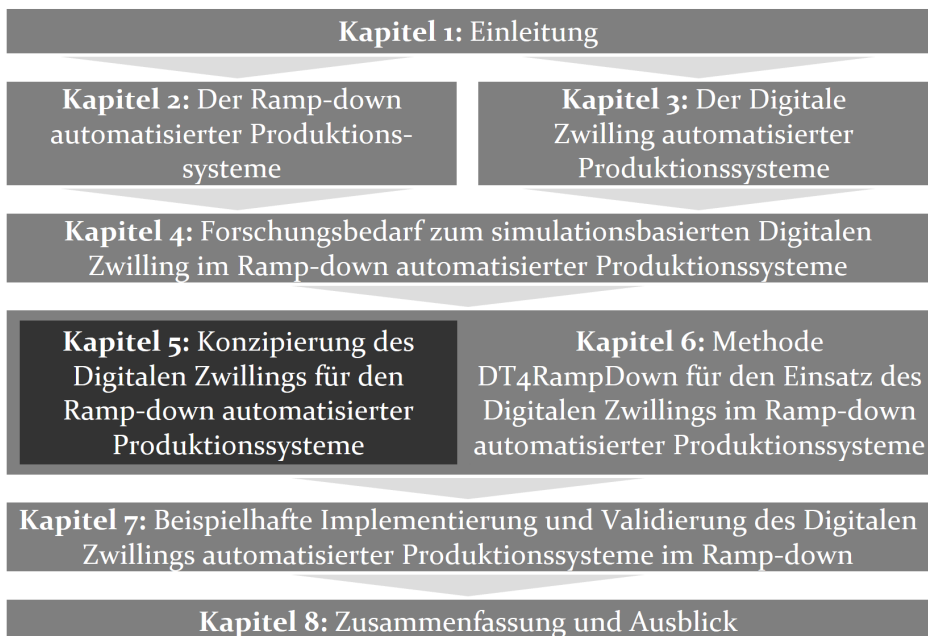 Kapitel 1: Einleitung
Kapitel 2: Der Ramp-down
automatisierter Produktions-
systeme
Kapitel 3: Der Digitale
Zwilling automatisierter
Produktionssysteme
Kapitel 4: Forschungsbedarf zum simulationsbasierten Digitalen
Zwilling im Ramp-down automatisierter Produktionssysteme
Kapitel 5: Konzipierung des
Digitalen Zwillings für den
Ramp-down automatisierter
Produktionssysteme
Kapitel 6: Methode
DT4RampDown für den Einsatz des
Digitalen Zwillings im Ramp-down
automatisierter Produktionssysteme
Kapitel 7: Beispielhafte Implementierung und Validierung des Digitalen
Zwillings automatisierter Produktionssysteme im Ramp-down
Kapitel 8: Zusammenfassung und Ausblick